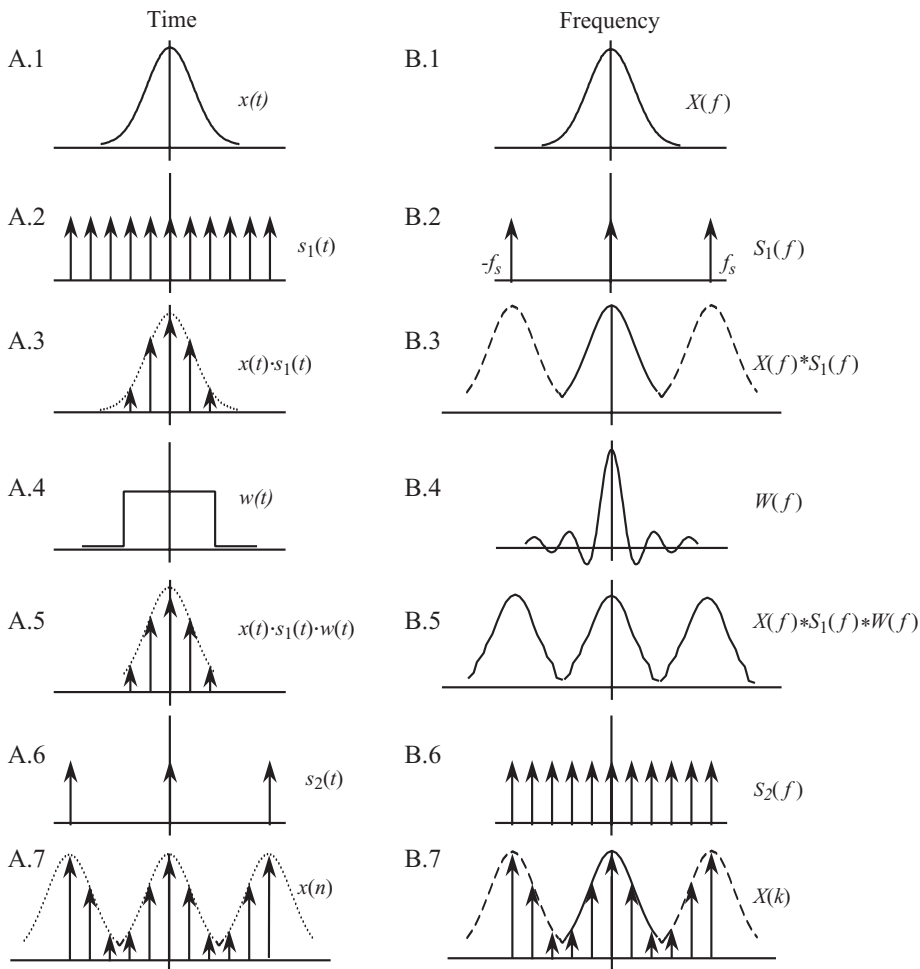 Time
Frequency
A.1
x(t)
B.1
X(f)
A.2
s₁(t)
B.2
-fₛ
fₛ
S₁(f)
A.3
x(t)·s₁(t)
B.3
X(f)*S₁(f)
A.4
w(t)
B.4
W(f)
A.5
x(t)·s₁(t)·w(t)
B.5
X(f)*S₁(f)*W(f)
A.6
s₂(t)
B.6
S₂(f)
A.7
x(n)
B.7
X(k)